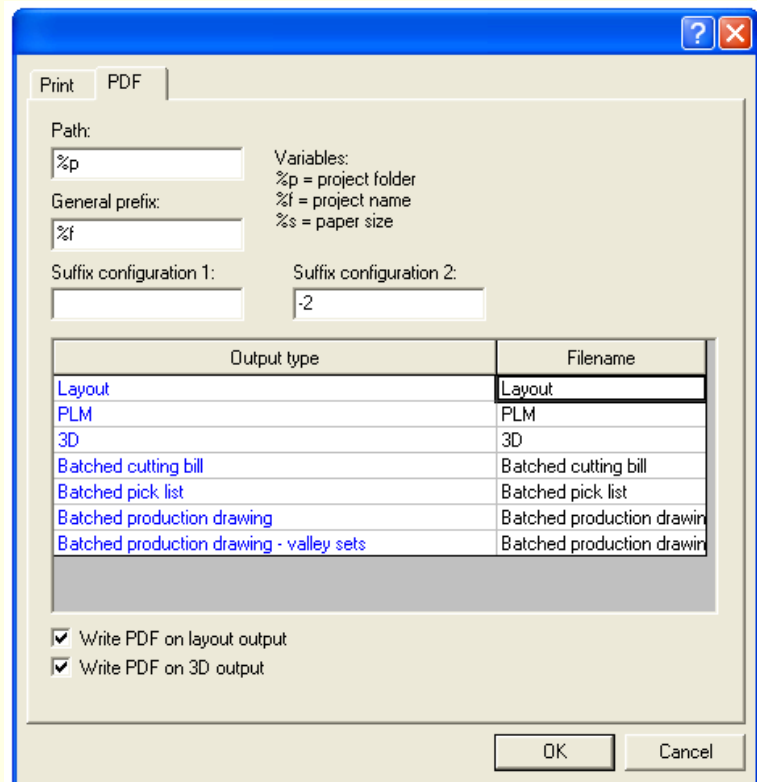 Print PDF
Path:
%p
Variables:
%p = project folder
%f = project name
%s = paper size
General prefix:
%f
Suffix configuration 1: Suffix configuration 2:
-2
Output type Filename
Layout Layout
PLM PLM
3D 3D
Batched cutting bill Batched cutting bill
Batched pick list Batched pick list
Batched production drawing Batched production drawin
Batched production drawing - valley sets Batched production drawin
Write PDF on layout output
Write PDF on 3D output
OK Cancel